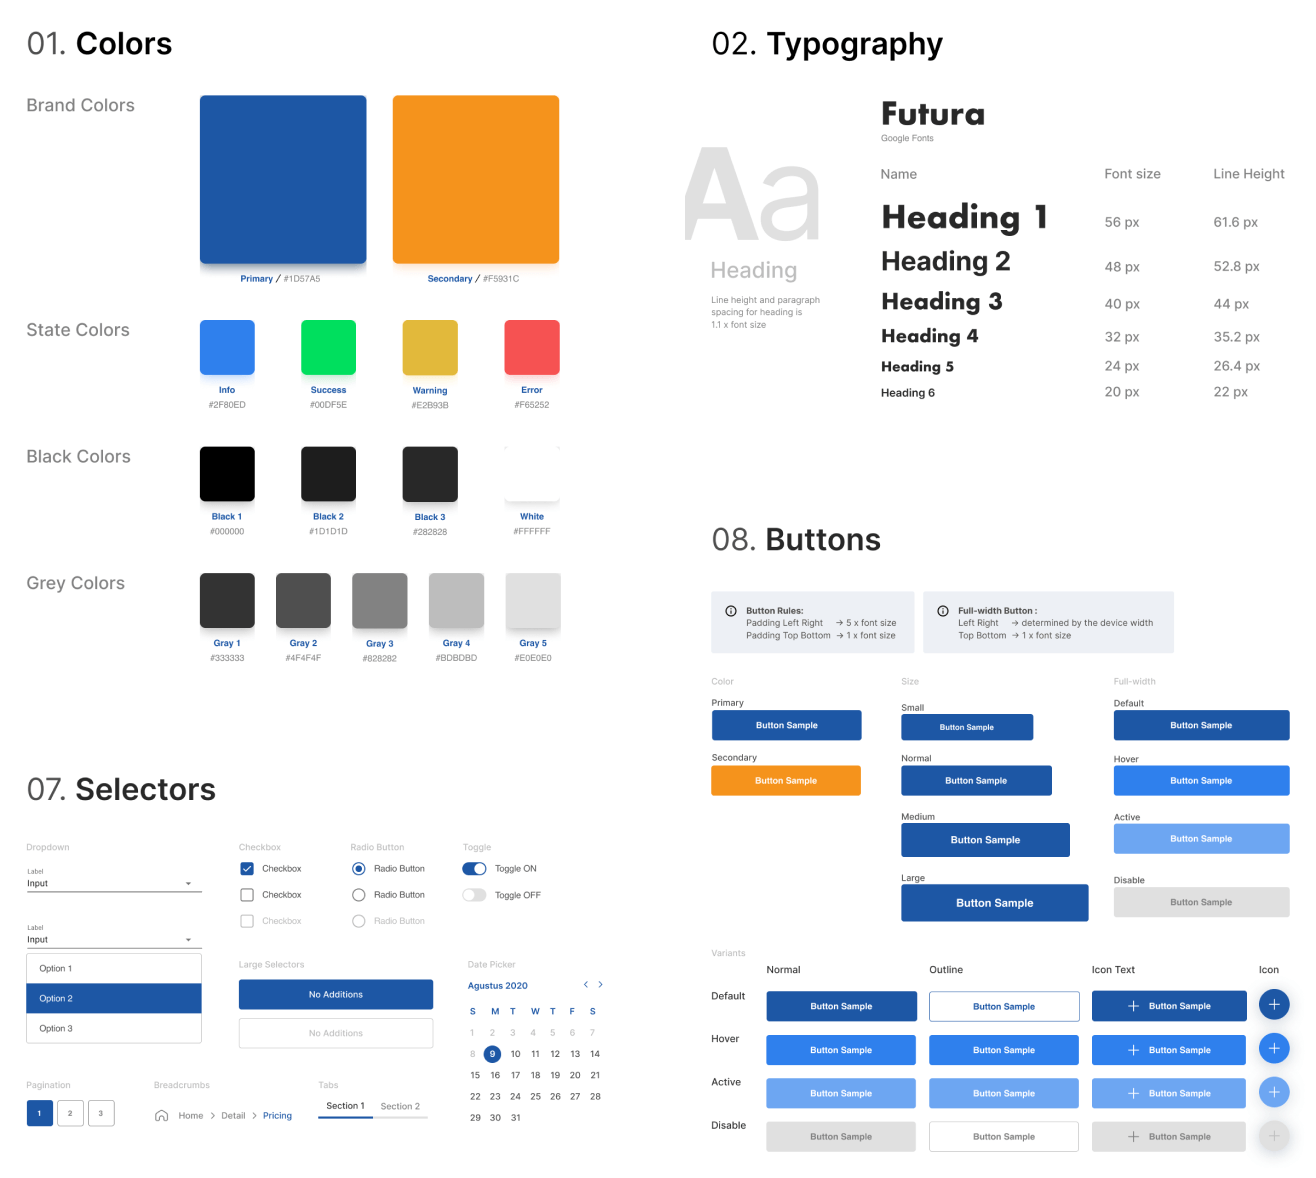 01. Colors
Brand Colors
Primary / #1D57A5
Secondary / #F5931C
State Colors
Info
#2F80ED
Success
#00DF5E
Warning
#E2B93B
Error
#F65252
Black Colors
Black 1
#000000
Black 2
#1D1D1D
Black 3
#282828
White
#FFFFFF
Grey Colors
Gray 1
#333333
Gray 2
#4F4F4F
Gray 3
#828282
Gray 4
#BDBDBD
Gray 5
#E0E0E0
02. Typography
Aa
Heading
Line height and paragraph
spacing for heading is
1.1 x font size
Futura
Google Fonts
Name Font size Line Height
Heading 1 56 px 61.6 px
Heading 2 48 px 52.8 px
Heading 3 40 px 44 px
Heading 4 32 px 35.2 px
Heading 5 24 px 26.4 px
Heading 6 20 px 22 px
07. Selectors
Dropdown
Label
Input
Label
Input
Option 1
Option 2
Option 3
Checkbox
Checkbox
Checkbox
Checkbox
Radio Button
Radio Button
Radio Button
Radio Button
Toggle
Toggle ON
Toggle OFF
Large Selectors
No Additions
No Additions
Date Picker
Agustus 2020 < >
S M T W T F S
1 2 3 4 5 6 7
8 9 10 11 12 13 14
15 16 17 18 19 20 21
22 23 24 25 26 27 28
29 30 31
Pagination
1 2 3
Breadcrumbs
Home > Detail > Pricing
Tabs
Section 1 Section 2
08. Buttons
Button Rules:
Padding Left Right → 5 x font size
Padding Top Bottom → 1 x font size
Full-width Button :
Left Right → determined by the device width
Top Bottom → 1 x font size
Color
Primary
Button Sample
Secondary
Button Sample
Size
Small
Button Sample
Normal
Button Sample
Medium
Button Sample
Large
Button Sample
Full-width
Default
Button Sample
Hover
Button Sample
Active
Button Sample
Disable
Button Sample
Variants
Normal Outline Icon Text Icon
Default Button Sample Button Sample + Button Sample +
Hover Button Sample Button Sample + Button Sample +
Active Button Sample Button Sample + Button Sample +
Disable Button Sample Button Sample + Button Sample +